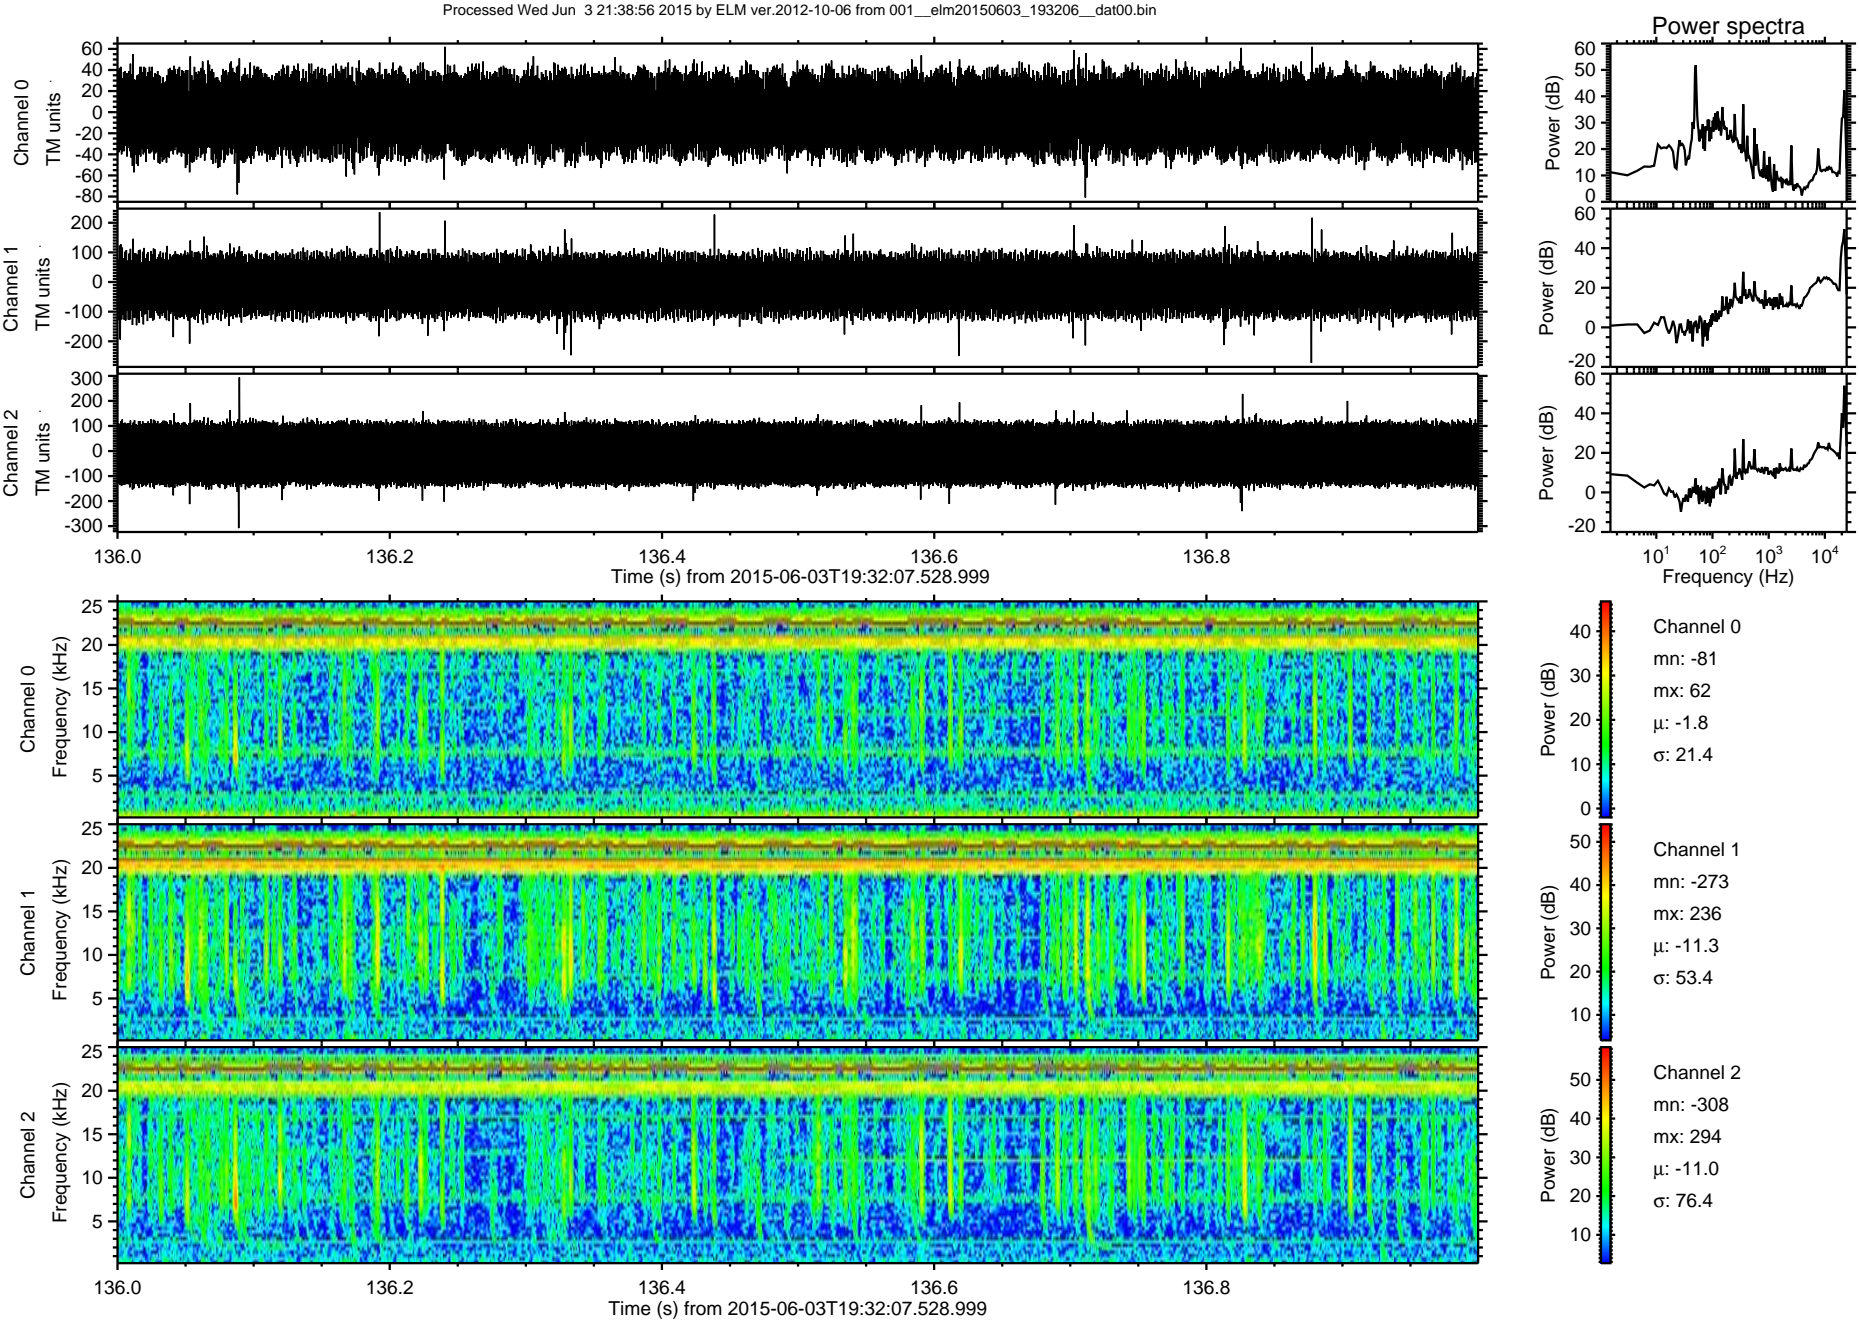 Processed Wed Jun  3 21:38:56 2015 by ELM ver.2012-10-06 from 001__elm20150603_193206__dat00.bin
Power spectra
Channel 0
TM units
60
40
20
0
-20
-40
-60
-80
Power (dB)
60
50
40
30
20
10
0
Channel 1
TM units
200
100
0
-100
-200
Power (dB)
60
40
20
0
-20
Channel 2
TM units
300
200
100
0
-100
-200
-300
Power (dB)
60
40
20
0
-20
136.0 136.2 136.4 136.6 136.8
Time (s) from 2015-06-03T19:32:07.528.999
10¹ 10² 10³ 10⁴
Frequency (Hz)
Channel 0
Frequency (kHz)
25
20
15
10
5
Power (dB)
40
30
20
10
0
Channel 0
mn: -81
mx: 62
μ: -1.8
σ: 21.4
Channel 1
Frequency (kHz)
25
20
15
10
5
Power (dB)
50
40
30
20
10
Channel 1
mn: -273
mx: 236
μ: -11.3
σ: 53.4
Channel 2
Frequency (kHz)
25
20
15
10
5
Power (dB)
50
40
30
20
10
Channel 2
mn: -308
mx: 294
μ: -11.0
σ: 76.4
136.0 136.2 136.4 136.6 136.8
Time (s) from 2015-06-03T19:32:07.528.999